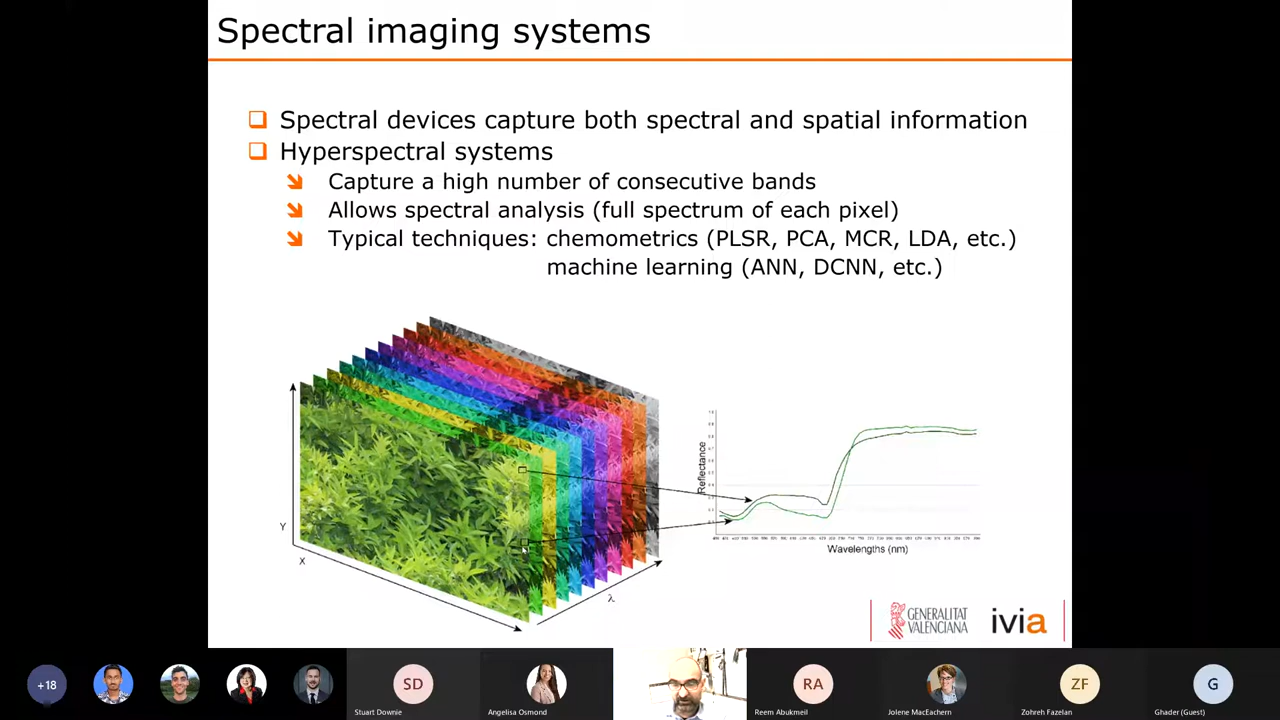 Spectral imaging systems
Spectral devices capture both spectral and spatial information
Hyperspectral systems
Capture a high number of consecutive bands
Allows spectral analysis (full spectrum of each pixel)
Typical techniques: chemometrics (PLSR, PCA, MCR, LDA, etc.)
machine learning (ANN, DCNN, etc.)
Y
X
λ
Reflectance
Wavelengths (nm)
GENERALITAT
VALENCIANA
ivia
+18
SD
RA
ZF
G
Stuart Downie
Angelisa Osmond
Reem Abukmeil
Jolene MacEachern
Zohreh Fazelan
Ghader (Guest)